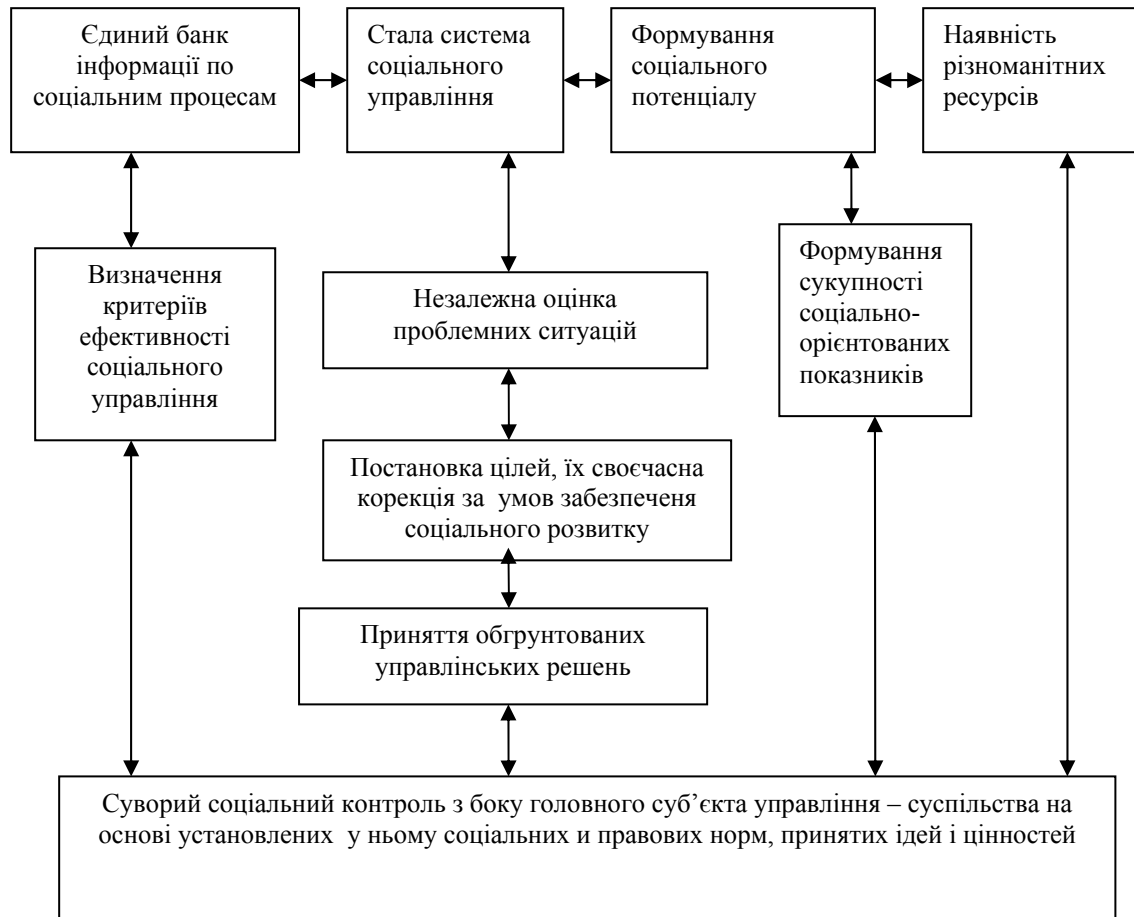 Єдиний банк
інформації по
соціальним процесам
Стала система
соціального
управління
Формування
соціального
потенціалу
Наявність
різноманітних
ресурсів
Визначення
критеріїв
ефективності
соціального
управління
Незалежна оцінка
проблемних ситуацій
Формування
сукупності
соціально-
орієнтованих
показників
Постановка цілей, їх своєчасна
корекція за  умов забезпеченя
соціального розвитку
Приняття обгрунтованих
управлінських решень
Суворий соціальний контроль з боку головного суб’єкта управління – суспільства на
основі установлених  у ньому соціальних и правових норм, принятих ідей і цінностей